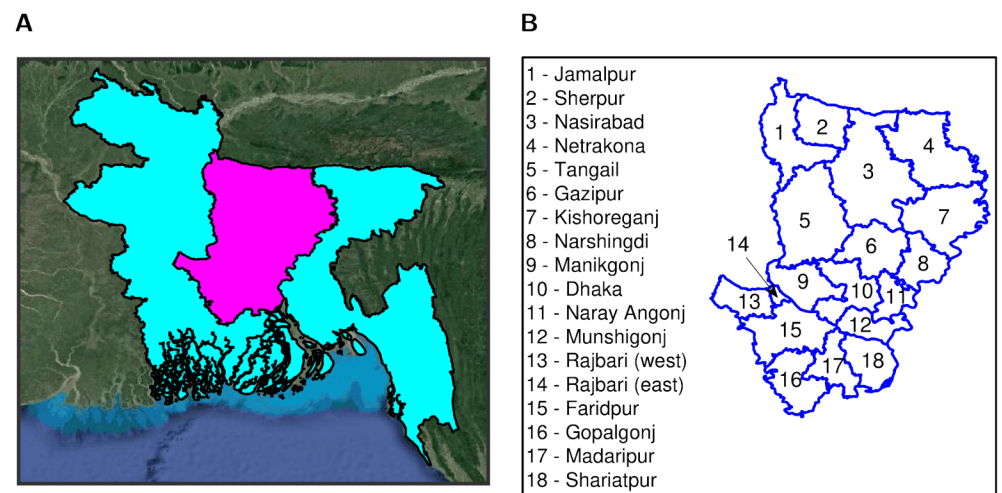 A
B
1 - Jamalpur
2 - Sherpur
3 - Nasirabad
4 - Netrakona
5 - Tangail
6 - Gazipur
7 - Kishoreganj
8 - Narshingdi
9 - Manikgonj
10 - Dhaka
11 - Naray Angonj
12 - Munshigonj
13 - Rajbari (west)
14 - Rajbari (east)
15 - Faridpur
16 - Gopalgonj
17 - Madaripur
18 - Shariatpur
1
2
3
4
5
6
7
8
14
9
10
11
13
15
12
16
17
18